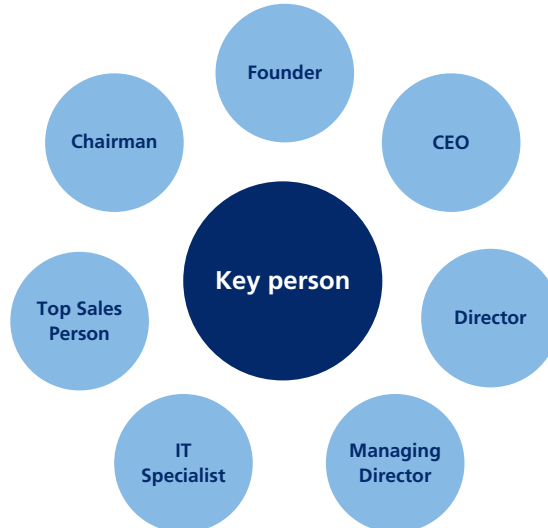 Founder
Chairman
CEO
Key person
Top Sales
Person
Director
IT
Specialist
Managing
Director